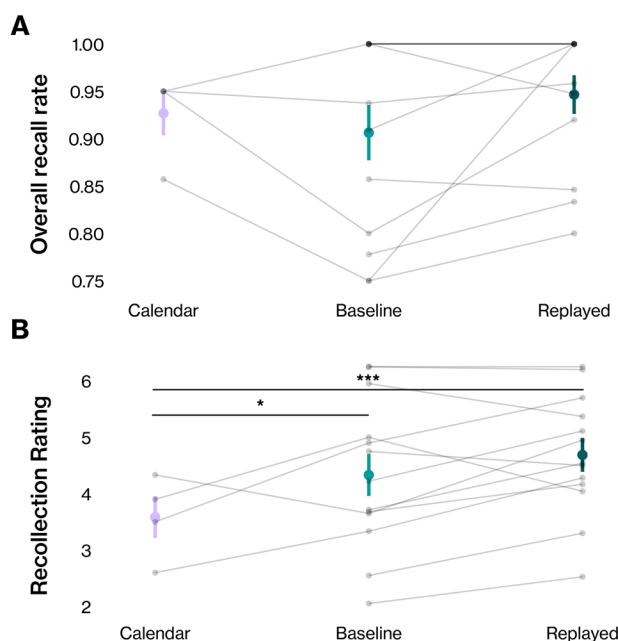 A
Overall recall rate
1.00
0.95
0.90
0.85
0.80
0.75
Calendar Baseline Replayed
B
Recollection Rating
6
5
4
3
2
***
*
Calendar Baseline Replayed